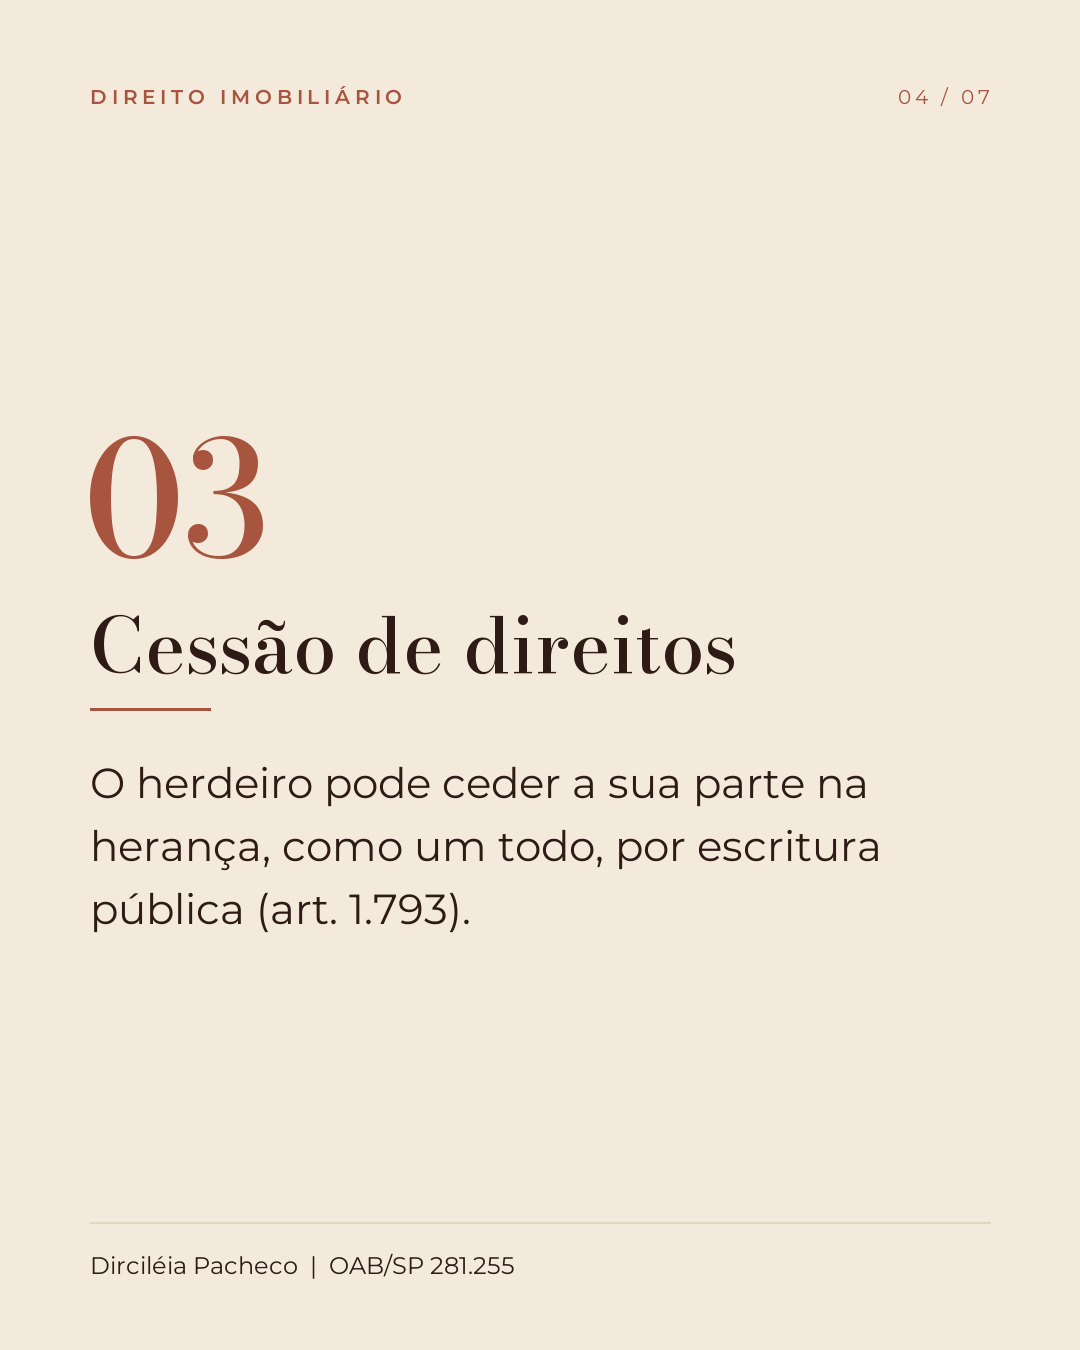 DIREITO IMOBILIÁRIO
04 / 07
03
Cessão de direitos
O herdeiro pode ceder a sua parte na
herança, como um todo, por escritura
pública (art. 1.793).
Dirciléia Pacheco | OAB/SP 281.255